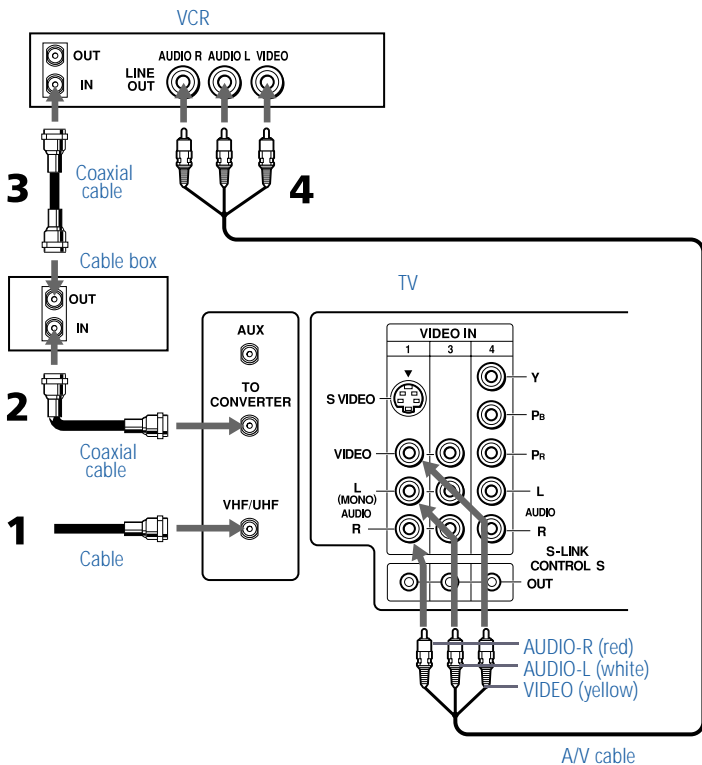 VCR
OUT
IN
LINE
OUT
AUDIO R AUDIO L VIDEO
3
Coaxial
cable
4
Cable box
OUT
IN
2
Coaxial
cable
1
Cable
AUX
TO
CONVERTER
VHF/UHF
TV
VIDEO IN
1 3 4
S VIDEO
Y
PB
VIDEO
PR
L
(MONO)
AUDIO
R
L
AUDIO
R
S-LINK
CONTROL S
OUT
AUDIO-R (red)
AUDIO-L (white)
VIDEO (yellow)
A/V cable